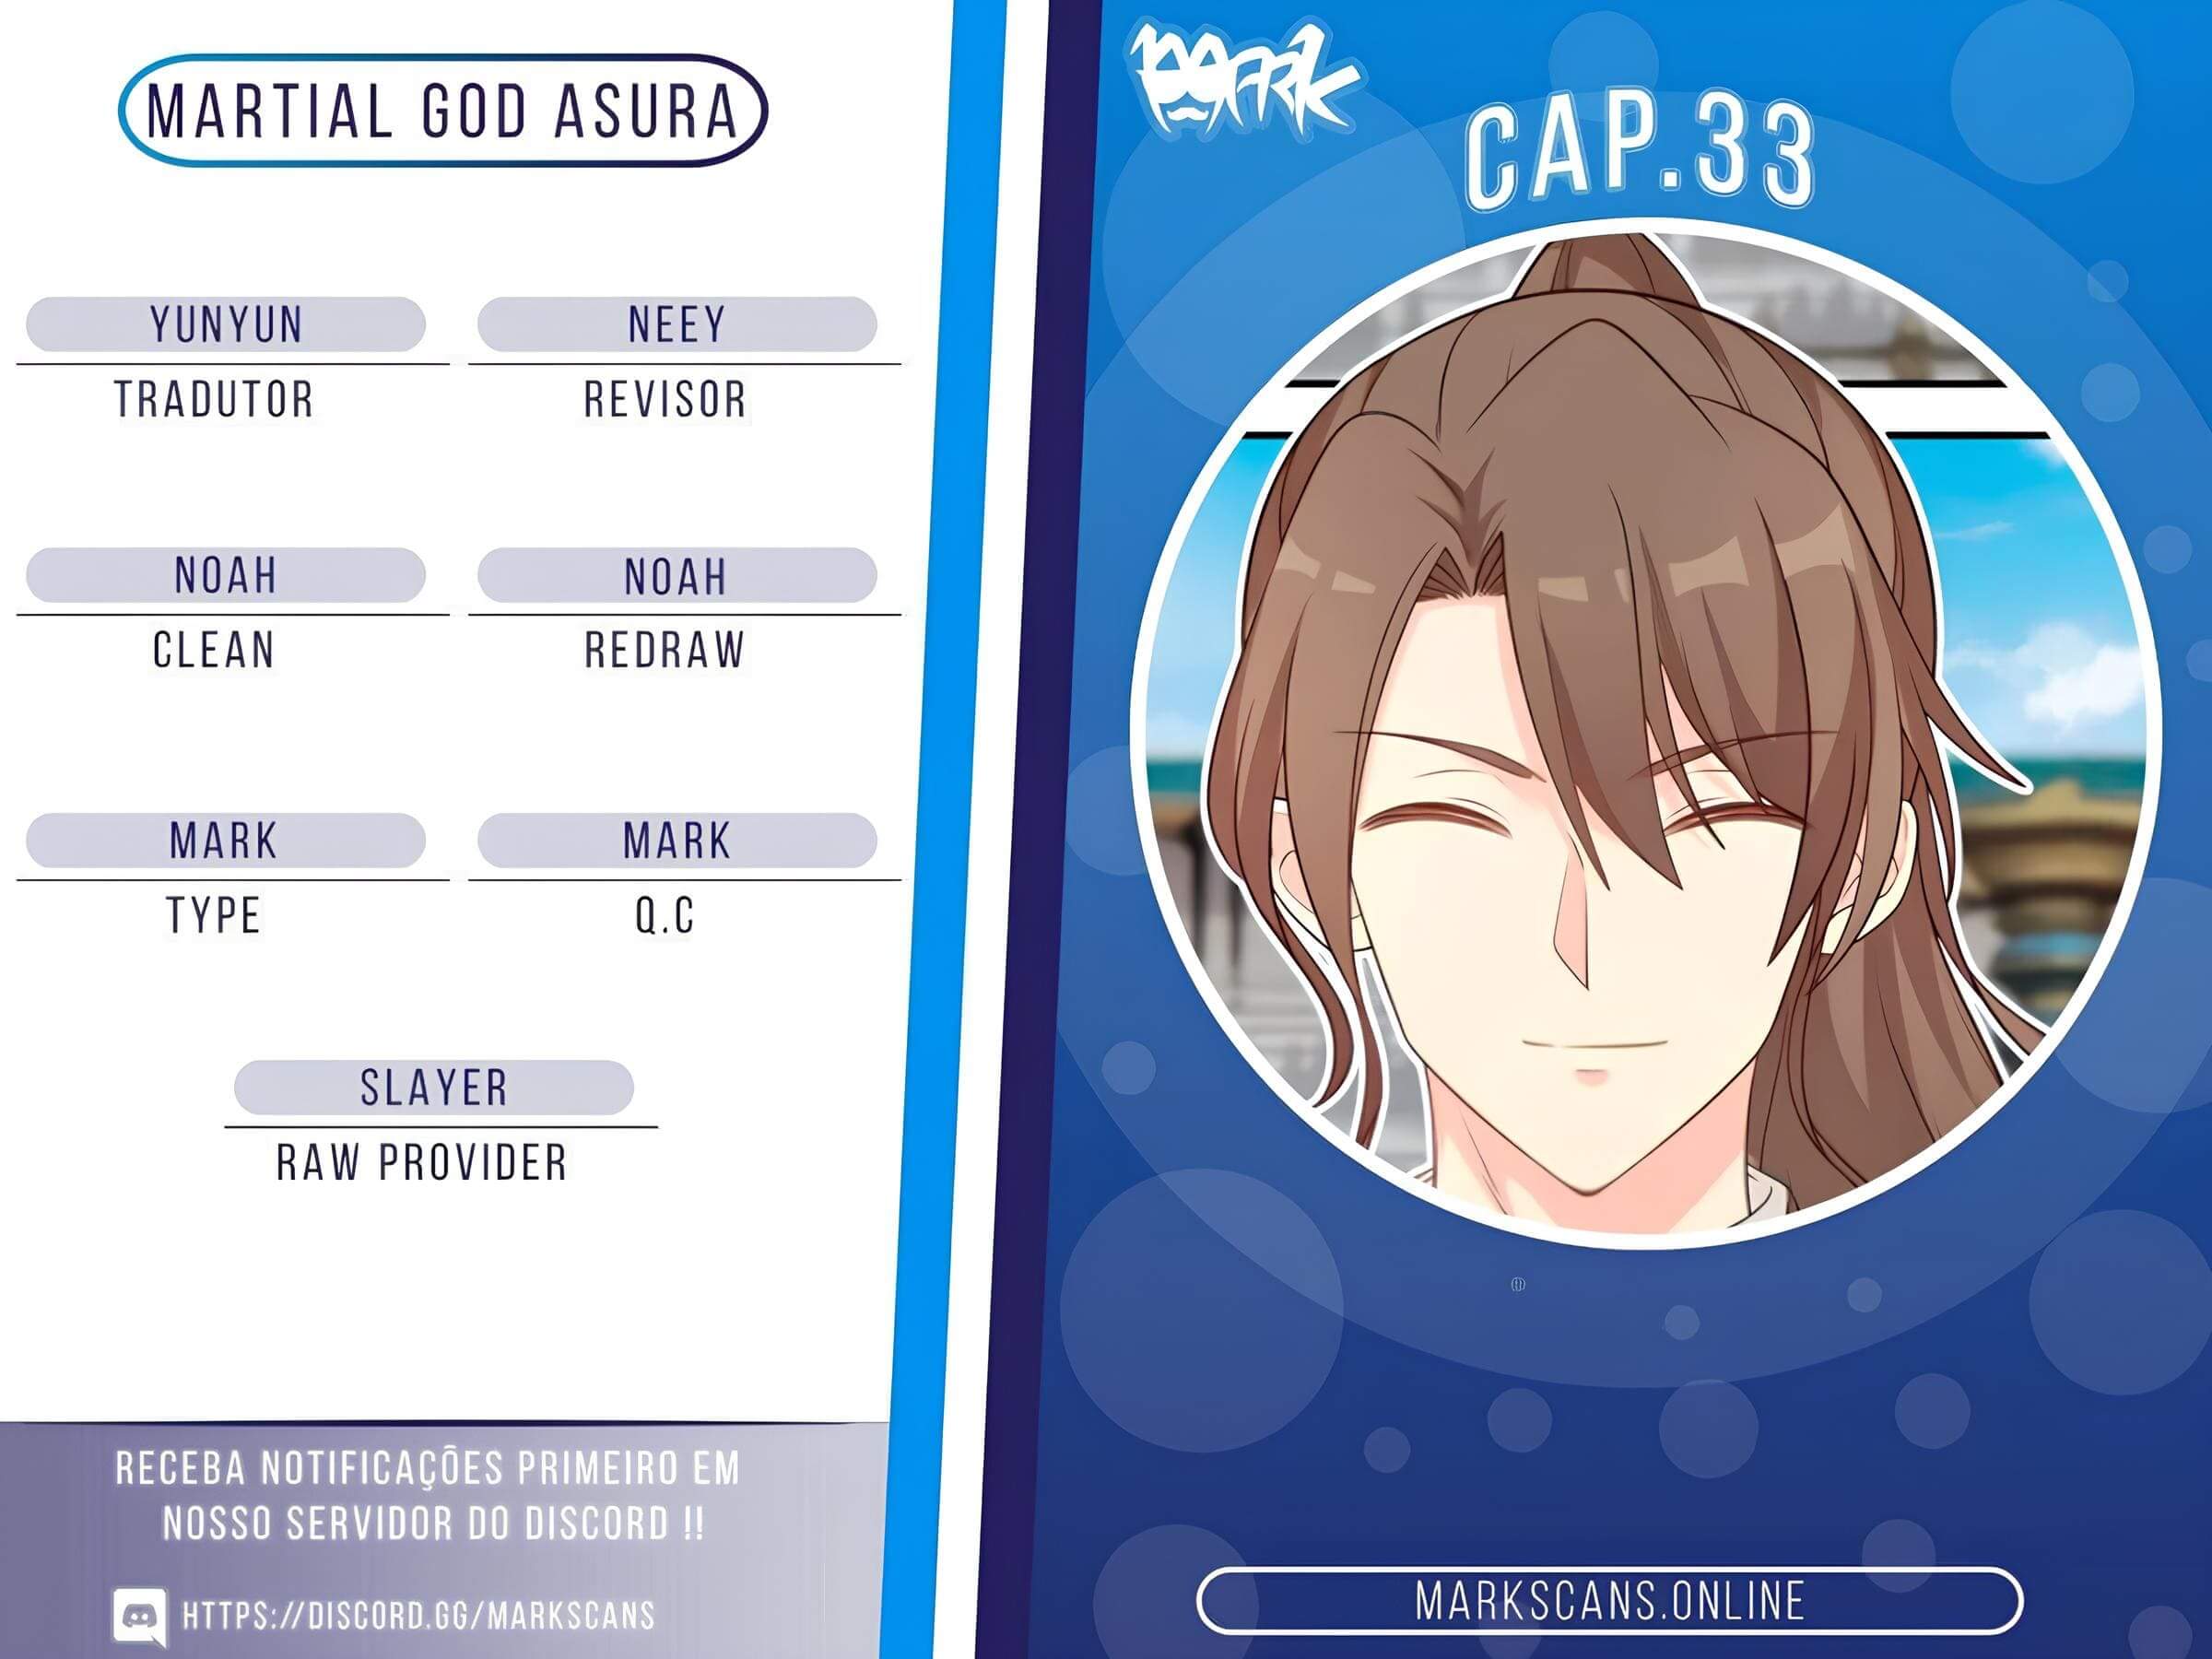 MARTIAL GOD ASURA
YUNYUN
TRADUTOR
NEEY
REVISOR
NOAH
CLEAN
NOAH
REDRAW
MARK
TYPE
MARK
Q.C
SLAYER
RAW PROVIDER
RECEBA NOTIFICAÇÕES PRIMEIRO EM
NOSSO SERVIDOR DO DISCORD !!
HTTPS://DISCORD.GG/MARKSCANS
MARK
CAP.33
MARKSCANS.ONLINE